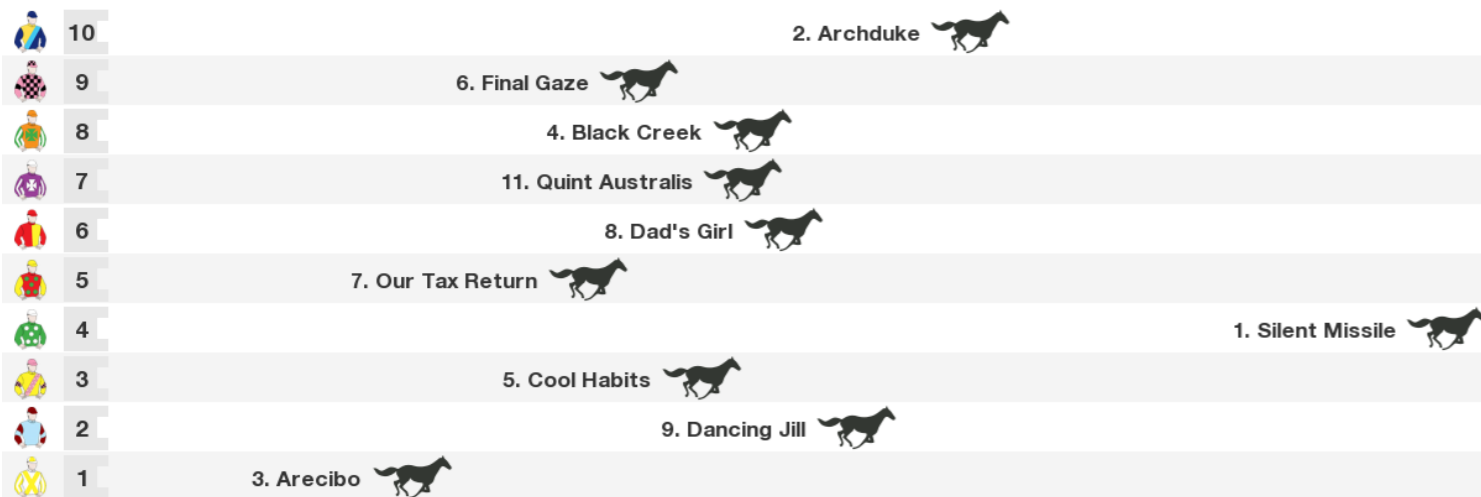 10 2. Archduke
9 6. Final Gaze
8 4. Black Creek
7 11. Quint Australis
6 8. Dad's Girl
5 7. Our Tax Return
4 1. Silent Missile
3 5. Cool Habits
2 9. Dancing Jill
1 3. Arecibo